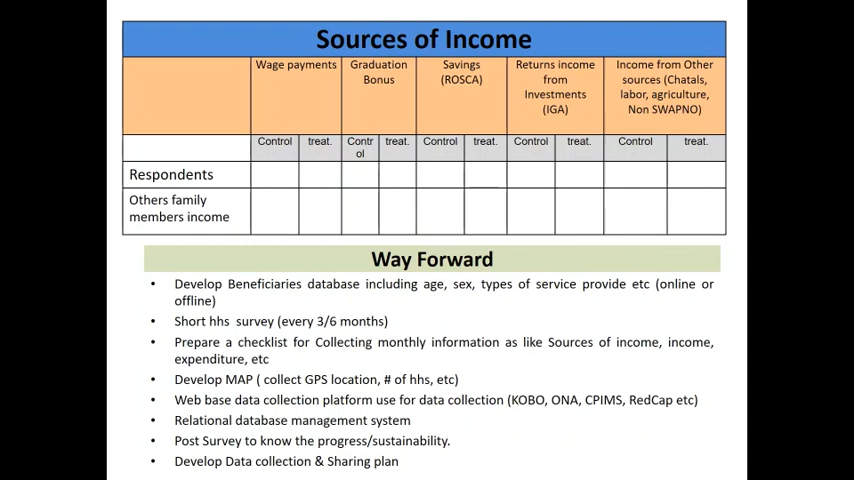 Sources of Income
Wage payments
Graduation
Bonus
Savings
(ROSCA)
Returns income
from
Investments
(IGA)
Income from Other
sources (Chatals,
labor, agriculture,
Non SWAPNO)
Control treat. Contr
ol treat. Control treat. Control treat. Control treat.
Respondents
Others family
members income
Way Forward
• Develop Beneficiaries database including age, sex, types of service provide etc (online or
offline)
• Short hhs survey (every 3/6 months)
• Prepare a checklist for Collecting monthly information as like Sources of income, income,
expenditure, etc
• Develop MAP ( collect GPS location, # of hhs, etc)
• Web base data collection platform use for data collection (KOBO, ONA, CPIMS, RedCap etc)
• Relational database management system
• Post Survey to know the progress/sustainability.
• Develop Data collection & Sharing plan